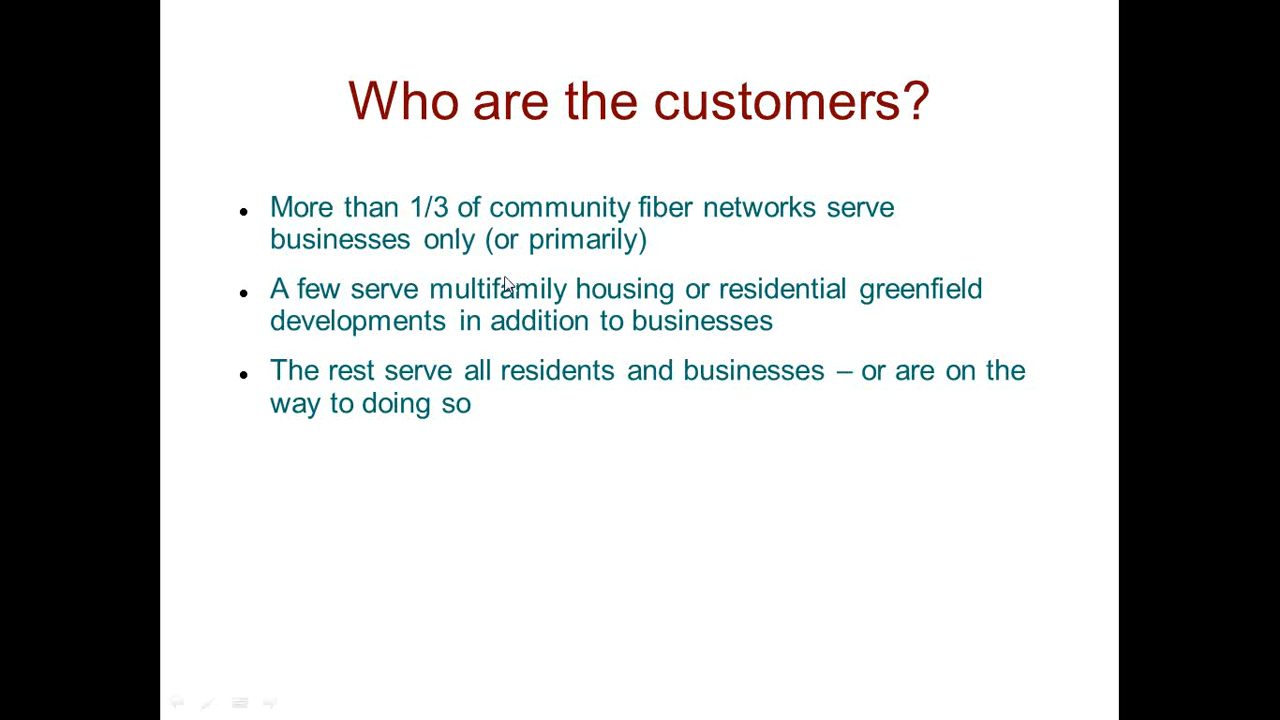 Who are the customers?
• More than 1/3 of community fiber networks serve
businesses only (or primarily)
• A few serve multifamily housing or residential greenfield
developments in addition to businesses
• The rest serve all residents and businesses – or are on the
way to doing so